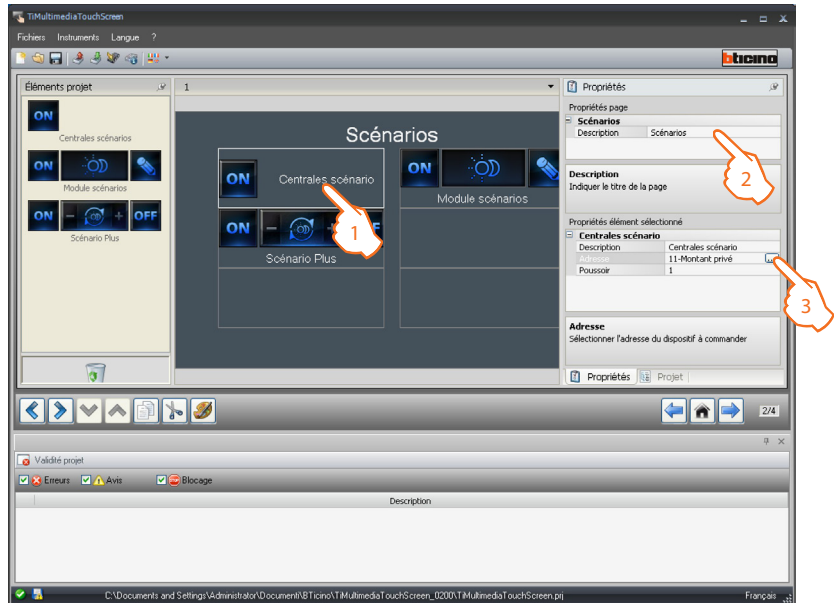 TiMultimediaTouchScreen
Fichiers Instruments Langue ?
bticino
Éléments projet
1
Propriétés
ON
Centrales scénarios
ON
Module scénarios
ON - + OFF
Scénario Plus
Scénarios
ON Centrales scénario
ON
Module scénarios
ON -
Scénario Plus
1
Propriétés page
Scénarios
Description Scénarios
Description
Indiquer le titre de la page
2
Propriétés élément sélectionné
Centrales scénario
Description Centrales scénario
Adresse 11-Montant privé ...
Poussoir 1
3
Adresse
Sélectionner l'adresse du dispositif à commander
Propriétés Projet
2/4
Validité projet
Erreurs Avis STOP Blocage
Description
C:\Documents and Settings\Administrator\Documenti\BTicino\TiMultimediaTouchScreen_0200\TiMultimediaTouchScreen.prj
Français